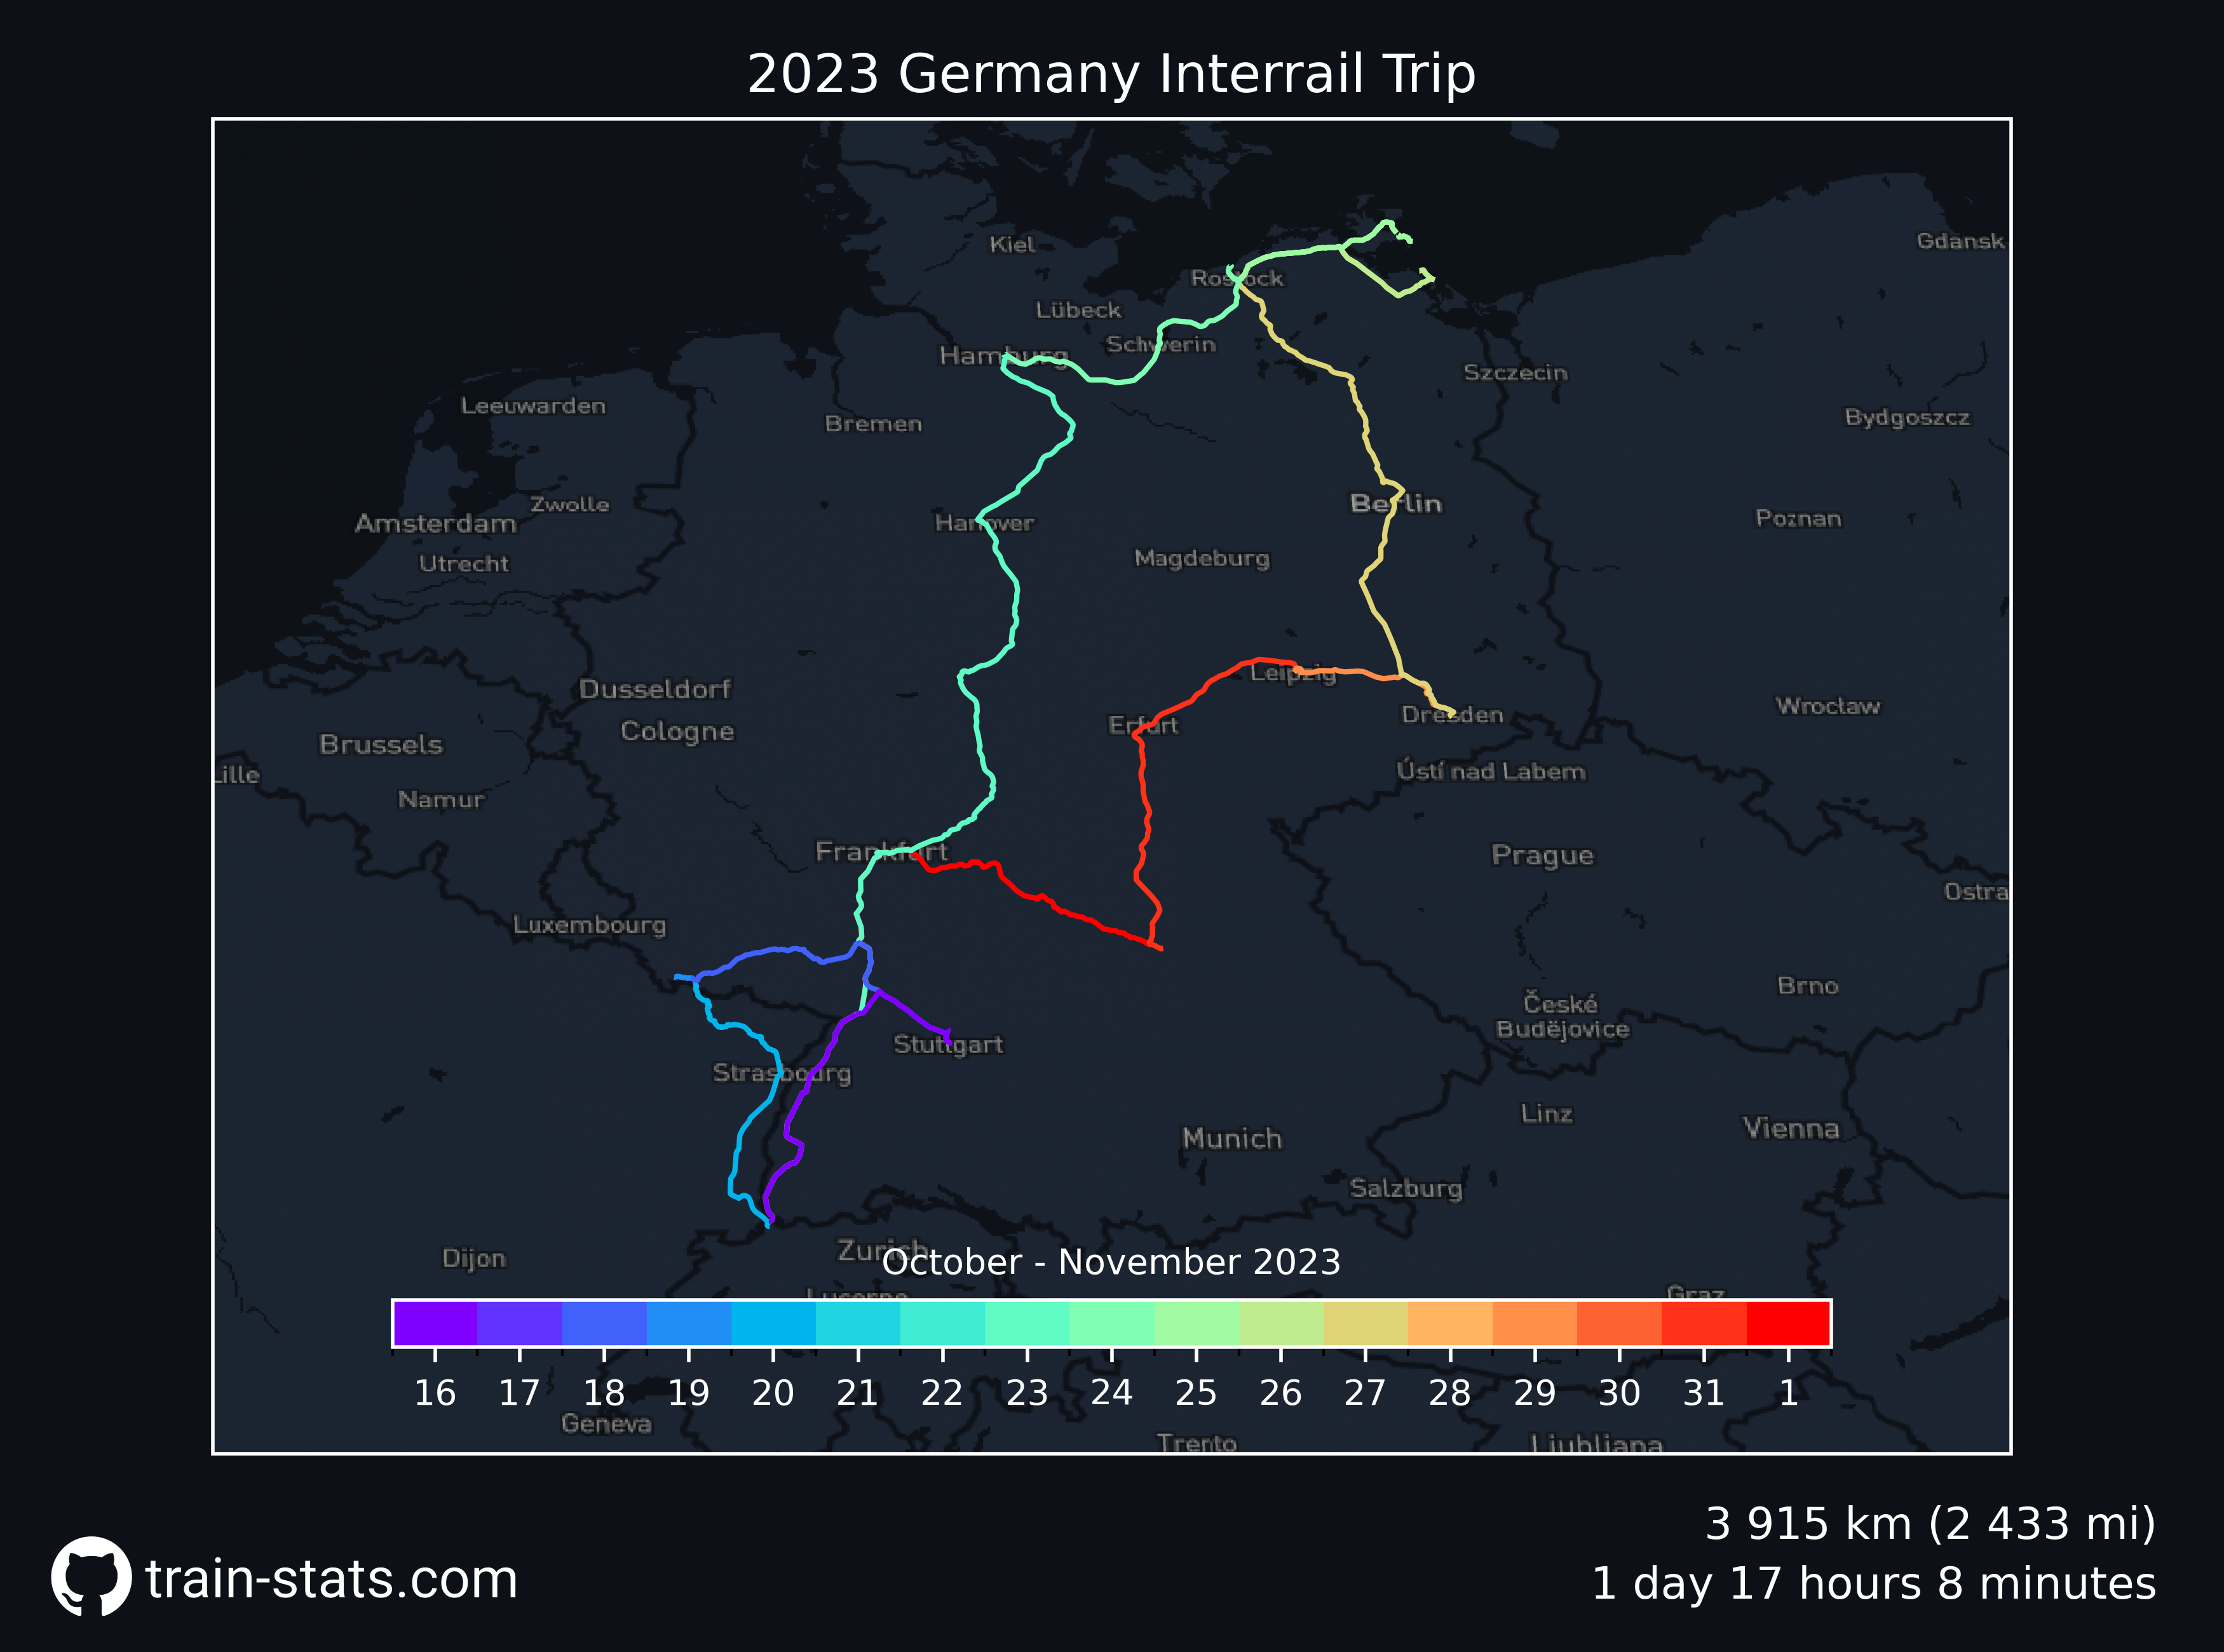 2023 Germany Interrail Trip
Kiel
Gdansk
Rostock
Lübeck
Schwerin
Hamburg
Szczecin
Leeuwarden
Bremen
Bydgoszcz
Zwolle
Berlin
Amsterdam
Hanover
Poznan
Utrecht
Magdeburg
Dusseldorf
Leipzig
Cologne
Erfurt
Dresden
Wrocław
Brussels
Lille
Ústí nad Labem
Namur
Frankfurt
Prague
Ostra
Luxembourg
Brno
České
Budějovice
Stuttgart
Strasbourg
Linz
Munich
Vienna
Salzburg
Dijon
Zurich
October - November 2023
Lucerne
Graz
16 17 18 19 20 21 22 23 24 25 26 27 28 29 30 31 1
Geneva
Trento
Ljubljana
3 915 km (2 433 mi)
train-stats.com
1 day 17 hours 8 minutes